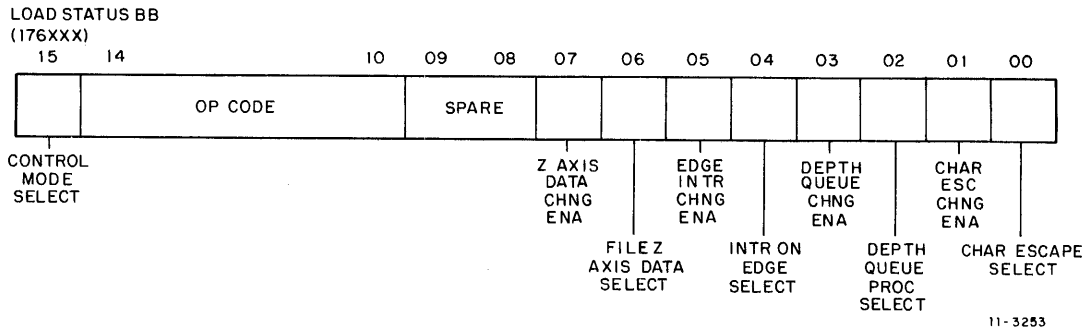 LOAD STATUS BB
(176XXX)
15 14 10 09 08 07 06 05 04 03 02 01 00
OP CODE
SPARE
CONTROL
MODE
SELECT
Z AXIS
DATA
CHNG
ENA
FILE Z
AXIS DATA
SELECT
EDGE
INTR
CHNG
ENA
INTR ON
EDGE
SELECT
DEPTH
QUEUE
CHNG
ENA
DEPTH
QUEUE
PROC
SELECT
CHAR
ESC
CHNG
ENA
CHAR ESCAPE
SELECT
11-3253